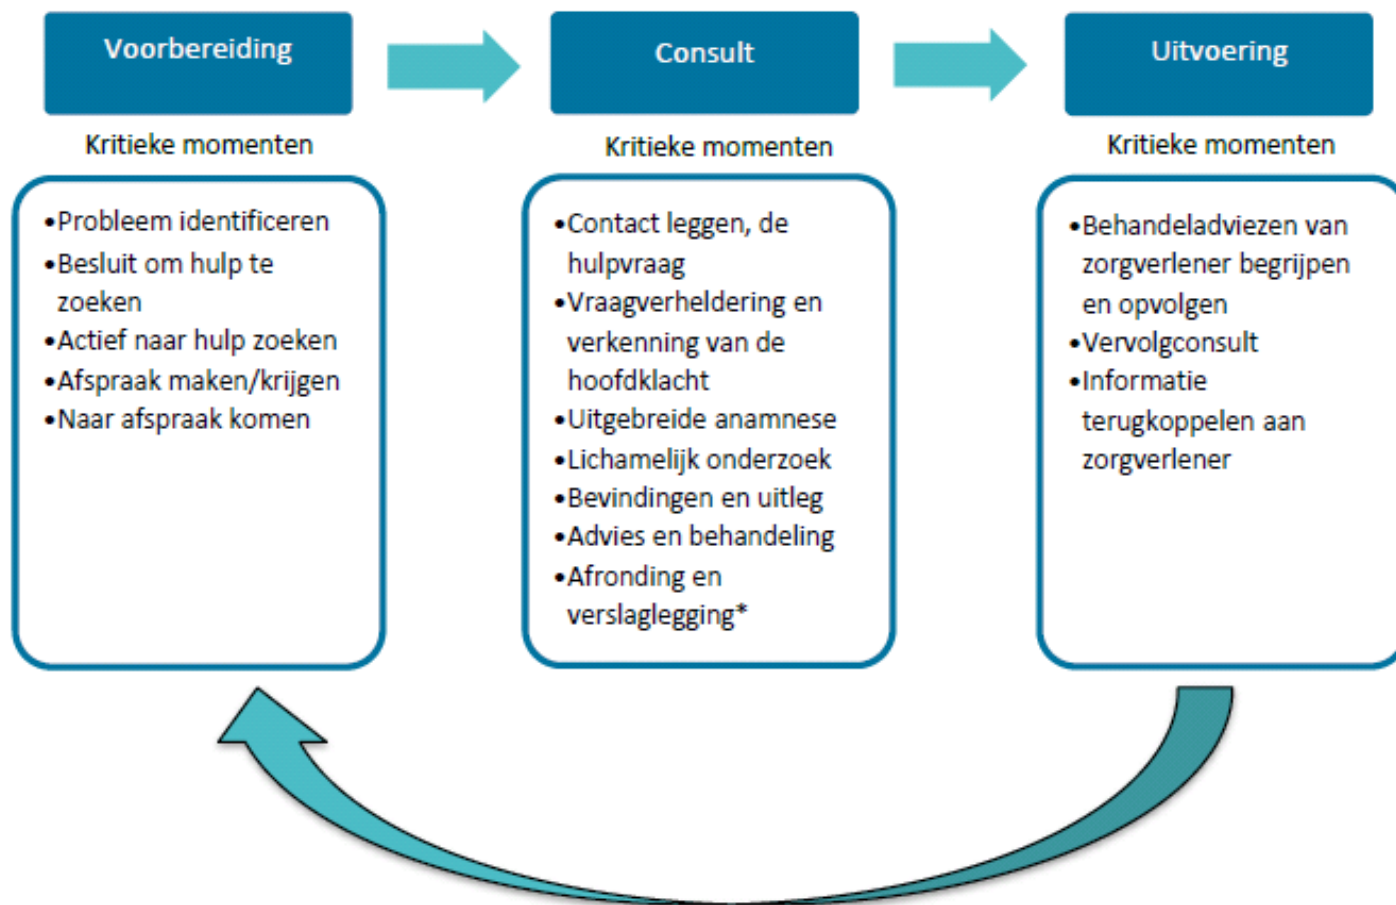 Voorbereiding
Kritieke momenten
•Probleem identificeren
•Besluit om hulp te
zoeken
•Actief naar hulp zoeken
•Afspraak maken/krijgen
•Naar afspraak komen
Consult
Kritieke momenten
•Contact leggen, de
hulpvraag
•Vraagverheldering en
verkenning van de
hoofdklacht
•Uitgebreide anamnese
•Lichamelijk onderzoek
•Bevindingen en uitleg
•Advies en behandeling
•Afronding en
verslaglegging*
Uitvoering
Kritieke momenten
•Behandeladviezen van
zorgverlener begrijpen
en opvolgen
•Vervolgconsult
•Informatie
terugkoppelen aan
zorgverlener